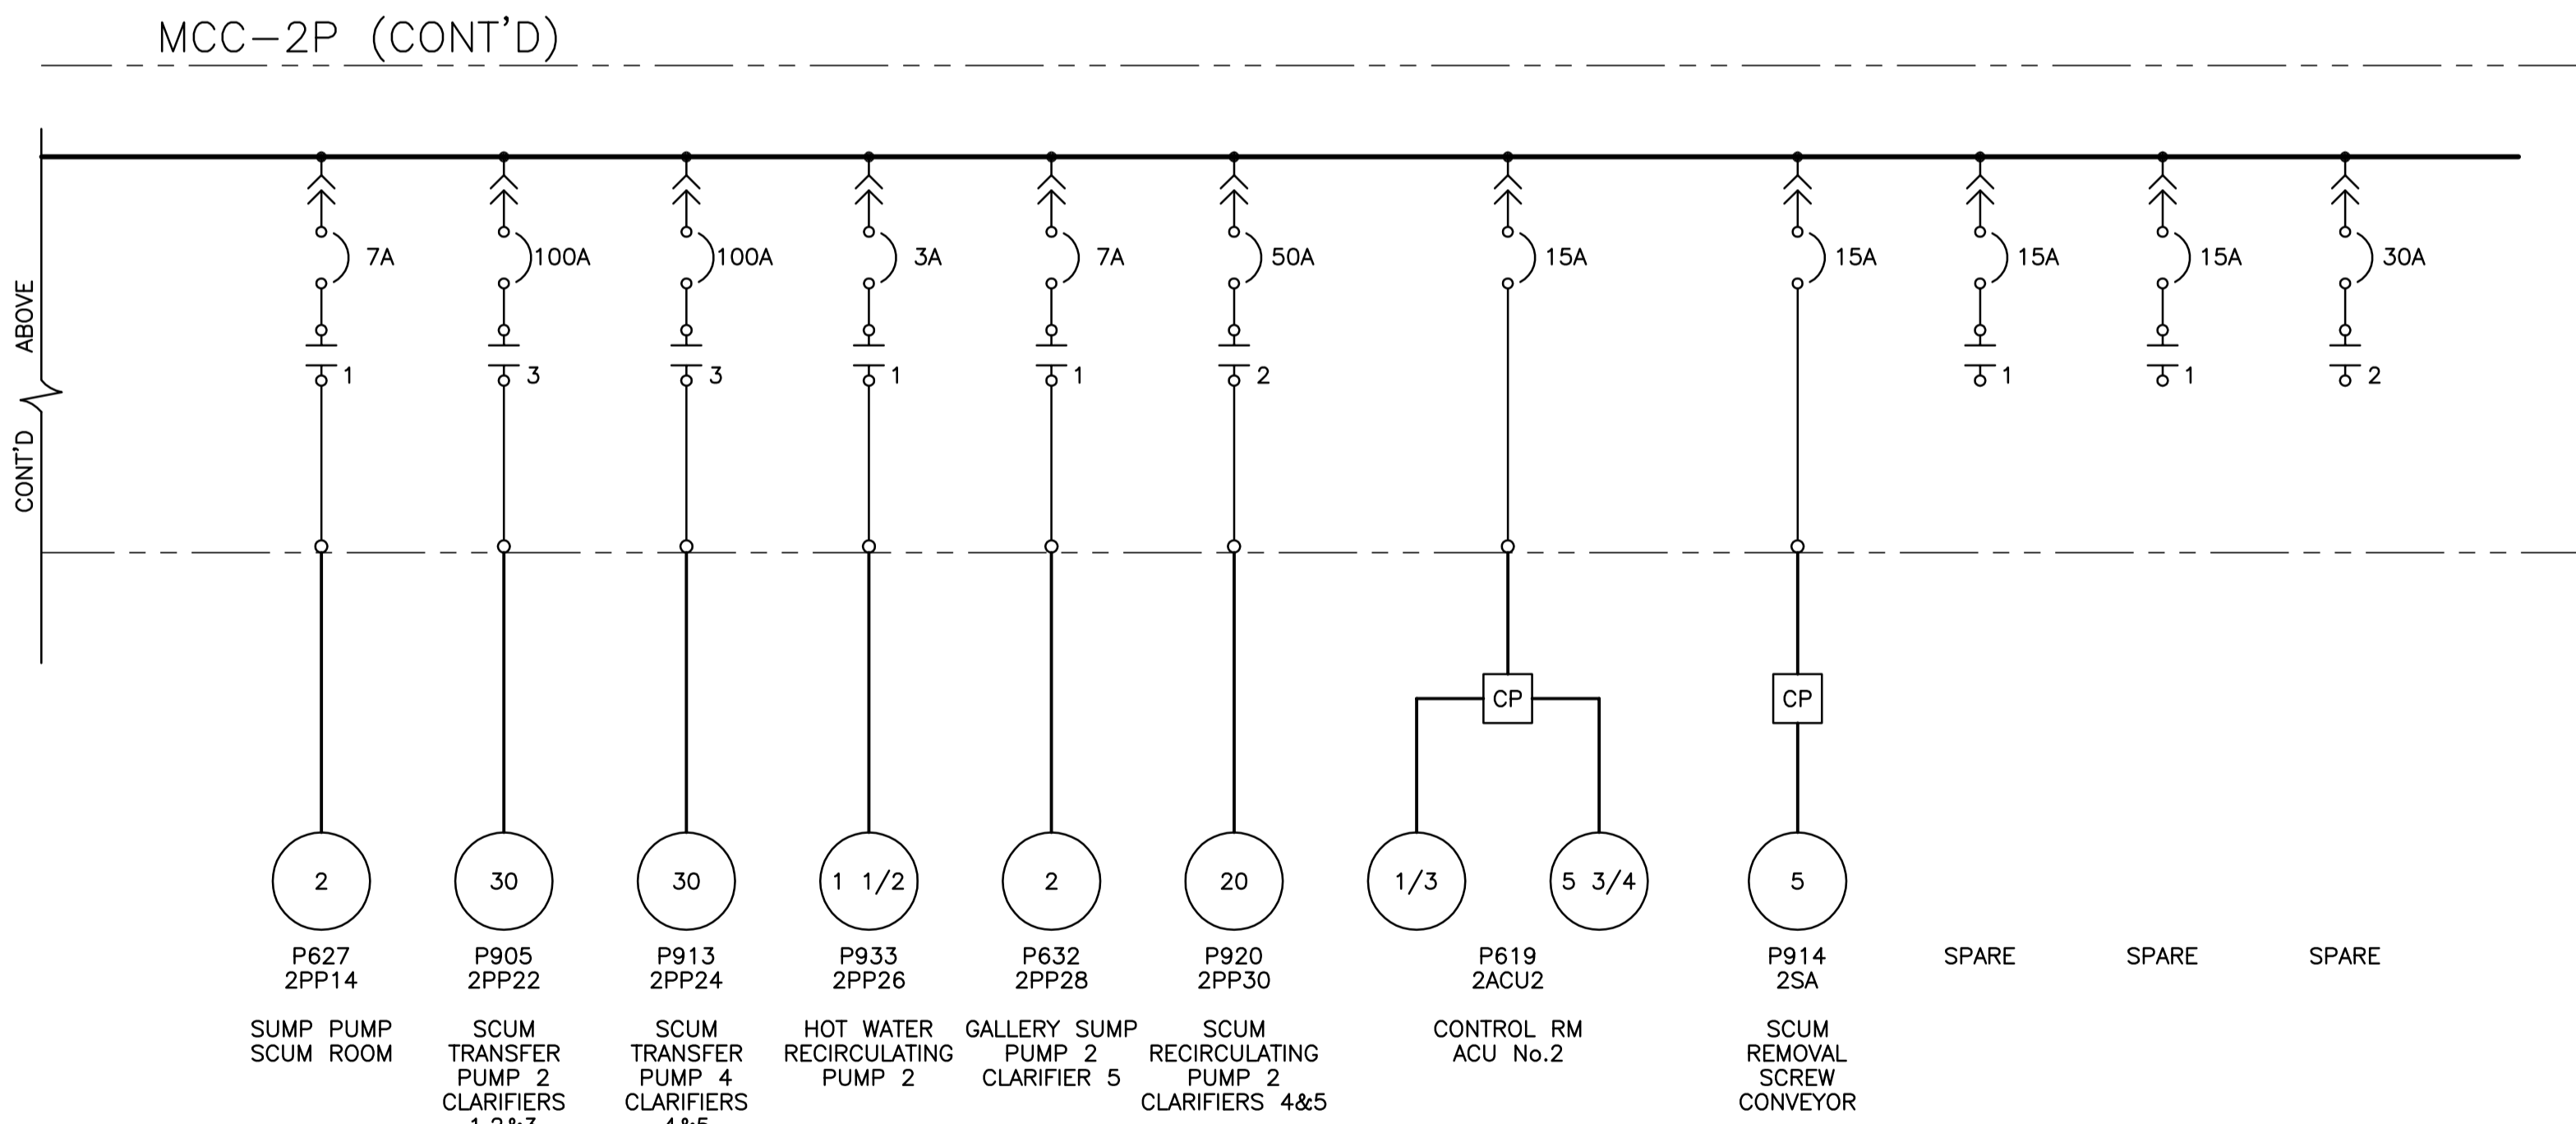 MCC-2P (CONT'D)
CONT'D ABOVE
7A
100A
100A
3A
7A
50A
15A
15A
15A
15A
30A
1
3
3
1
1
2
1
1
2
CP
CP
2
30
30
1 1/2
2
20
1/3
5 3/4
5
P627
2PP14
SUMP PUMP
SCUM ROOM
P905
2PP22
SCUM
TRANSFER
PUMP 2
CLARIFIERS
P913
2PP24
SCUM
TRANSFER
PUMP 4
CLARIFIERS
4&5
P933
2PP26
HOT WATER
RECIRCULATING
PUMP 2
P632
2PP28
GALLERY SUMP
PUMP 2
CLARIFIER 5
P920
2PP30
SCUM
RECIRCULATING
PUMP 2
CLARIFIERS 4&5
P619
2ACU2
CONTROL RM
ACU No.2
P914
2SA
SCUM
REMOVAL
SCREW
CONVEYOR
SPARE
SPARE
SPARE